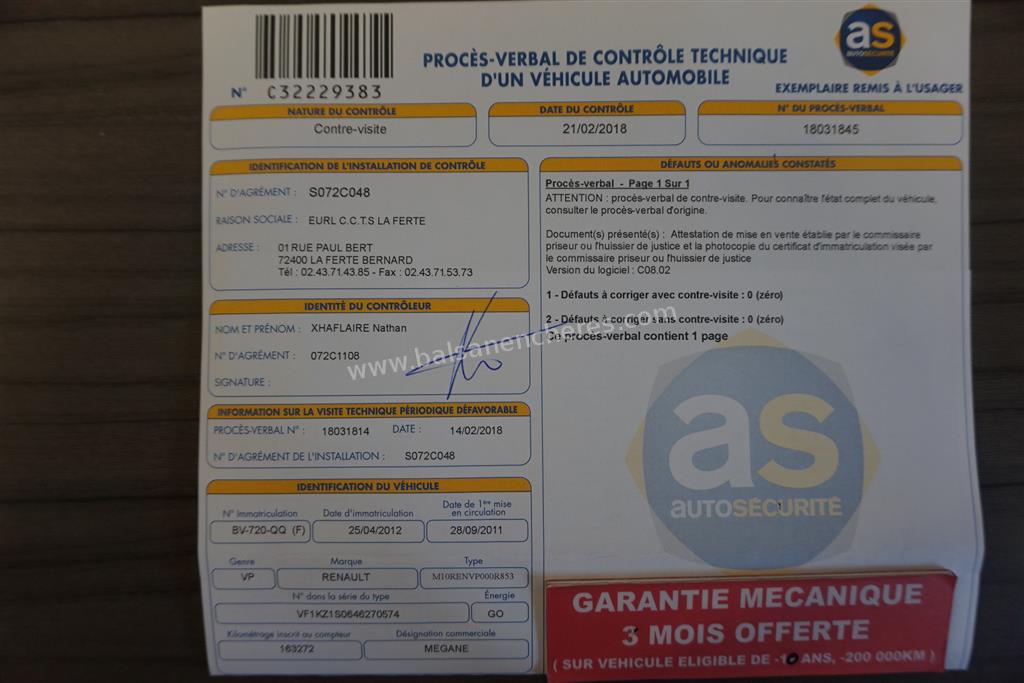 N° C32229383
PROCÈS-VERBAL DE CONTRÔLE TECHNIQUE
D'UN VÉHICULE AUTOMOBILE
as
AUTOSÉCURITÉ
EXEMPLAIRE REMIS À L'USAGER
NATURE DU CONTRÔLE
Contre-visite
DATE DU CONTRÔLE
21/02/2018
N° DU PROCÈS-VERBAL
18031845
IDENTIFICATION DE L'INSTALLATION DE CONTRÔLE
N° D'AGRÉMENT : S072C048
RAISON SOCIALE : EURL C.C.T.S LA FERTE
ADRESSE : 01 RUE PAUL BERT
72400 LA FERTE BERNARD
Tél : 02.43.71.43.85 - Fax : 02.43.71.53.73
IDENTITÉ DU CONTRÔLEUR
NOM ET PRÉNOM : XHAFLAIRE Nathan
N° D'AGRÉMENT : 072C1108
SIGNATURE :
INFORMATION SUR LA VISITE TECHNIQUE PÉRIODIQUE DÉFAVORABLE
PROCÈS-VERBAL N° : 18031814 DATE : 14/02/2018
N° D'AGRÉMENT DE L'INSTALLATION : S072C048
IDENTIFICATION DU VÉHICULE
N° Immatriculation Date d'immatriculation Date de 1ère mise
en circulation
BV-720-QQ (F) 25/04/2012 28/09/2011
Genre Marque Type
VP RENAULT M10RENVP000R853
N° dans la série du type Énergie
VF1KZ1S0646270574 GO
Kilométrage inscrit au compteur Désignation commerciale
163272 MEGANE
DÉFAUTS OU ANOMALIES CONSTATÉS
Procès-verbal - Page 1 Sur 1
ATTENTION : procès-verbal de contre-visite. Pour connaître l'état complet du véhicule,
consulter le procès-verbal d'origine.
Document(s) présenté(s) : Attestation de mise en vente établie par le commissaire
priseur ou l'huissier de justice et la photocopie du certificat d'immatriculation visée par
le commissaire priseur ou l'huissier de justice
Version du logiciel : C08.02
1 - Défauts à corriger avec contre-visite : 0 (zéro)
2 - Défauts à corriger sans contre-visite : 0 (zéro)
Ce procès-verbal contient 1 page
www.balsanencheres.com
as
AUTOSÉCURITÉ
GARANTIE MECANIQUE
3 MOIS OFFERTE
( SUR VEHICULE ELIGIBLE DE -10 ANS, -200 000KM )